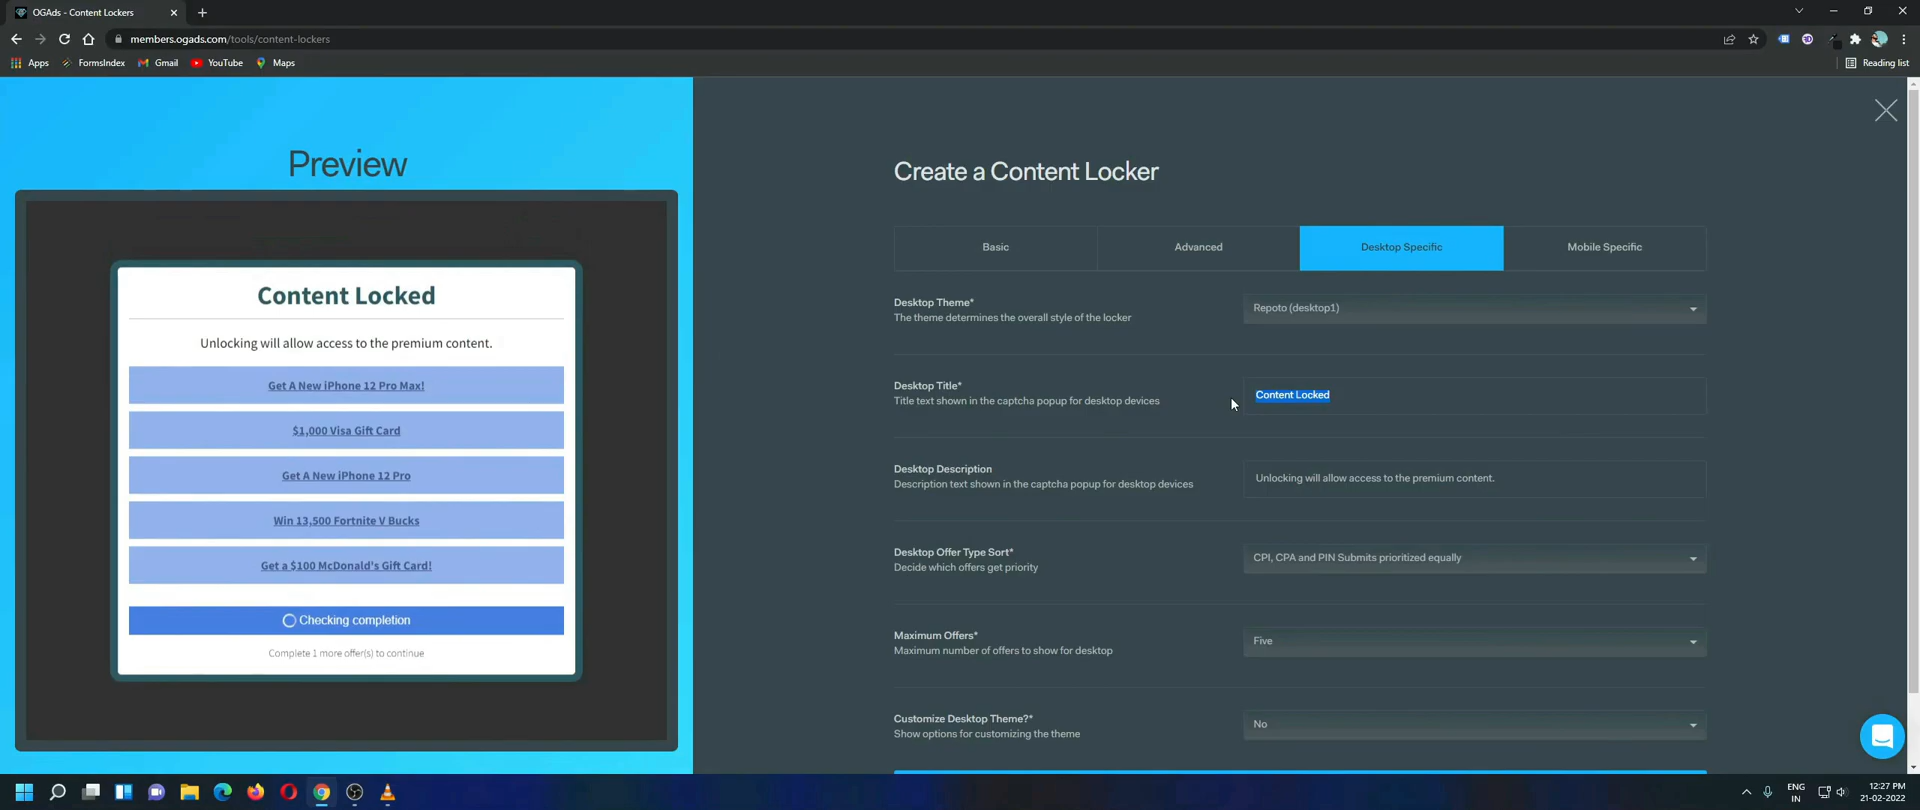 OGAds - Content Lockers
members.ogads.com/tools/content-lockers
Apps
FormsIndex
Gmail
YouTube
Maps
Reading list
Preview
Content Locked
Unlocking will allow access to the premium content.
Get A New iPhone 12 Pro Max!
$1,000 Visa Gift Card
Get A New iPhone 12 Pro
Win 13,500 Fortnite V Bucks
Get a $100 McDonald's Gift Card!
Checking completion
Complete 1 more offer(s) to continue
Create a Content Locker
Basic
Advanced
Desktop Specific
Mobile Specific
Desktop Theme*
The theme determines the overall style of the locker
Repoto (desktop1)
Desktop Title*
Title text shown in the captcha popup for desktop devices
Content Locked
Desktop Description
Description text shown in the captcha popup for desktop devices
Unlocking will allow access to the premium content.
Desktop Offer Type Sort*
Decide which offers get priority
CPI, CPA and PIN Submits prioritized equally
Maximum Offers*
Maximum number of offers to show for desktop
Five
Customize Desktop Theme?*
Show options for customizing the theme
No
ENG
IN
12:27 PM
21-02-2022